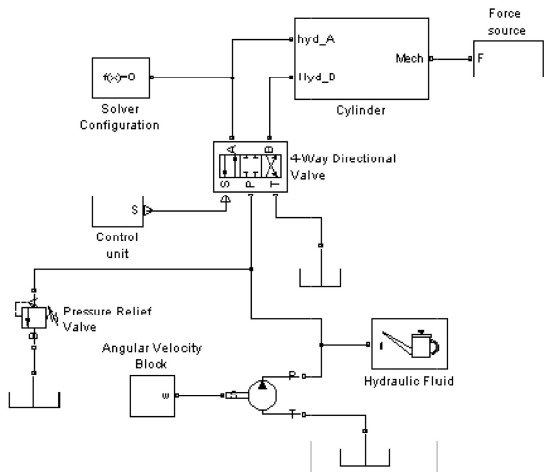 Force
source
hyd_A
Mech
F
f(x)=0
Hyd_D
Solver
Configuration
Cylinder
A
B
4-Way Directional
Valve
S
P
T
S
Control
unit
A
Pressure Relief
Valve
B
Angular Velocity
Block
w
S
P
T
Hydraulic Fluid